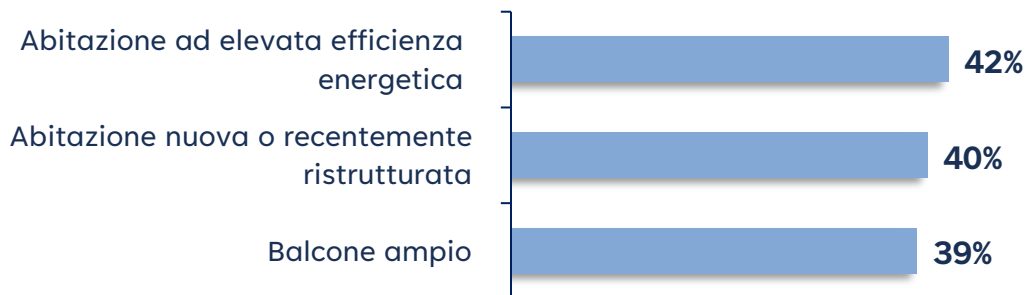 Abitazione ad elevata efficienza
energetica
42%
Abitazione nuova o recentemente
ristrutturata
40%
Balcone ampio
39%